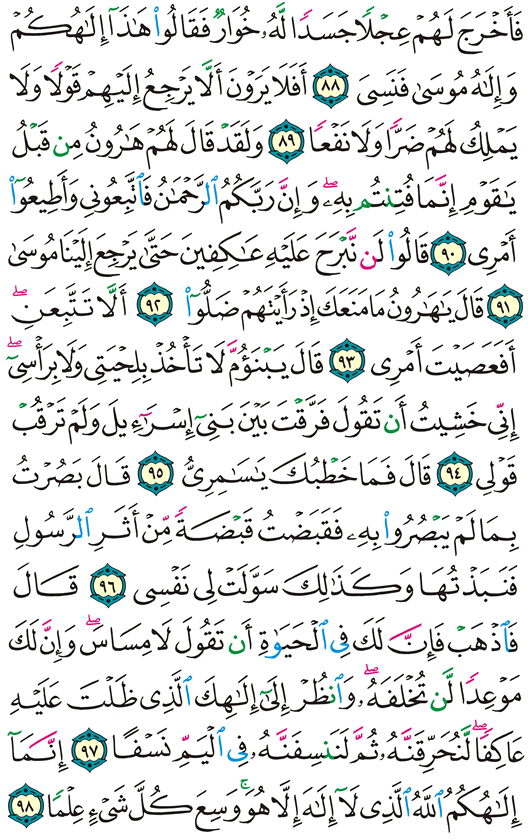 فَأَخۡرَجَ لَهُمۡ عِجۡلٗا جَسَدٗا لَّهُۥ خُوَارٞ فَقَالُواْ هَٰذَآ إِلَٰهُكُمۡ
وَإِلَٰهُ مُوسَىٰ فَنَسِيَ ٨٨ أَفَلَا يَرَوۡنَ أَلَّا يَرۡجِعُ إِلَيۡهِمۡ قَوۡلٗا وَلَا
يَمۡلِكُ لَهُمۡ ضَرّٗا وَلَا نَفۡعٗا ٨٩ وَلَقَدۡ قَالَ لَهُمۡ هَٰرُونُ مِن قَبۡلُ
يَٰقَوۡمِ إِنَّمَا فُتِنتُم بِهِۦۖ وَإِنَّ رَبَّكُمُ ٱلرَّحۡمَٰنُ فَٱتَّبِعُونِي وَأَطِيعُوٓاْ
أَمۡرِي ٩٠ قَالُواْ لَن نَّبۡرَحَ عَلَيۡهِ عَٰكِفِينَ حَتَّىٰ يَرۡجِعَ إِلَيۡنَا مُوسَىٰ
٩١ قَالَ يَٰهَٰرُونُ مَا مَنَعَكَ إِذۡ رَأَيۡتَهُمۡ ضَلُّوٓاْ ٩٢ أَلَّا تَتَّبِعَنِۖ
أَفَعَصَيۡتَ أَمۡرِي ٩٣ قَالَ يَبۡنَؤُمَّ لَا تَأۡخُذۡ بِلِحۡيَتِي وَلَا بِرَأۡسِيٓۖ
إِنِّي خَشِيتُ أَن تَقُولَ فَرَّقۡتَ بَيۡنَ بَنِيٓ إِسۡرَٰٓءِيلَ وَلَمۡ تَرۡقُبۡ
قَوۡلِي ٩٤ قَالَ فَمَا خَطۡبُكَ يَٰسَٰمِرِيُّ ٩٥ قَالَ بَصُرۡتُ
بِمَا لَمۡ يَبۡصُرُواْ بِهِۦ فَقَبَضۡتُ قَبۡضَةٗ مِّنۡ أَثَرِ ٱلرَّسُولِ
فَنَبَذۡتُهَا وَكَذَٰلِكَ سَوَّلَتۡ لِي نَفۡسِي ٩٦ قَالَ
فَٱذۡهَبۡ فَإِنَّ لَكَ فِي ٱلۡحَيَوٰةِ أَن تَقُولَ لَا مِسَاسَۖ وَإِنَّ لَكَ
مَوۡعِدٗا لَّن تُخۡلَفَهُۥۖ وَٱنظُرۡ إِلَىٰٓ إِلَٰهِكَ ٱلَّذِي ظَلۡتَ عَلَيۡهِ
عَاكِفٗاۖ لَّنُحَرِّقَنَّهُۥ ثُمَّ لَنَنسِفَنَّهُۥ فِي ٱلۡيَمِّ نَسۡفًا ٩٧ إِنَّمَآ
إِلَٰهُكُمُ ٱللَّهُ ٱلَّذِي لَآ إِلَٰهَ إِلَّا هُوَۚ وَسِعَ كُلَّ شَيۡءٍ عِلۡمٗا ٩٨